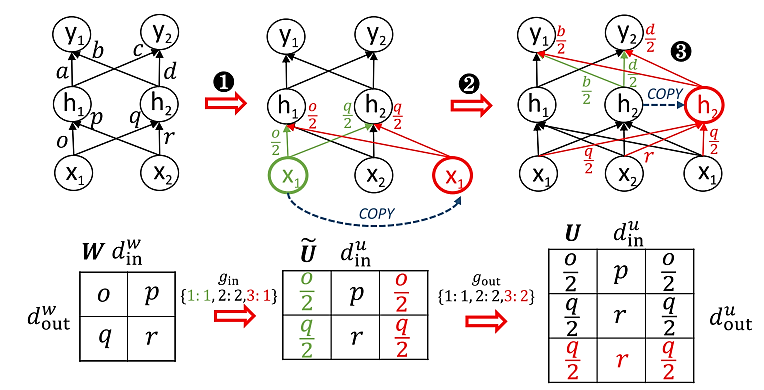 y₁ y₂ y₁ y₂ b/2 y₁ y₂ d/2 ❸
b c
a d b/2 d/2
❶ ❷
h₁ h₂ h₁ o/2 q/2 h₂ q/2 h₁ h₂ COPY h₂
p q
o r o/2 q/2 r q/2
x₁ x₂ x₁ x₂ x₁ x₁ x₂ x₁
COPY
W d_in^w Ũ d_in^u U d_in^u
g_in g_out
{1: 1, 2: 2,3: 1} {1: 1, 2: 2,3: 2}
d_out^w d_out^u
o p o/2 p o/2 o/2 p o/2
q r q/2 r q/2 q/2 r q/2
q/2 r q/2